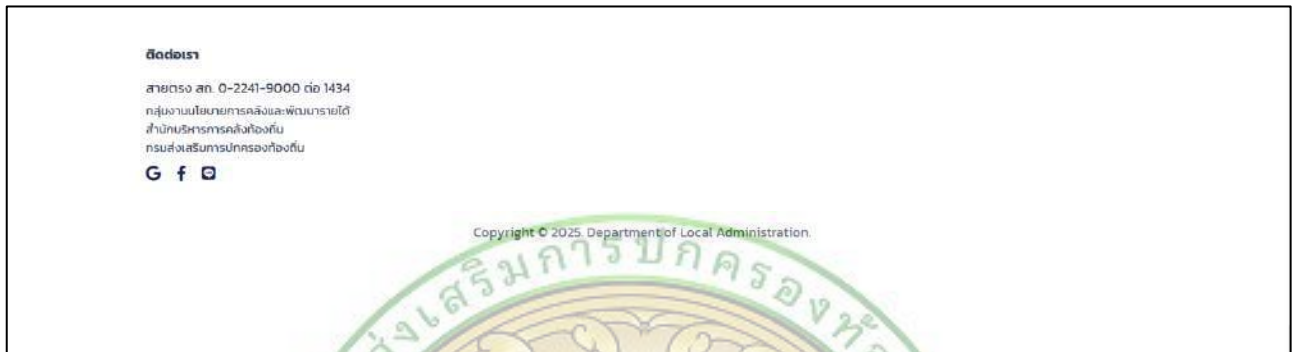 ติดต่อเรา
สายตรง สถ. 0-2241-9000 ต่อ 1434
กลุ่มงานนโยบายการคลังและพัฒนารายได้
สำนักบริหารการคลังท้องถิ่น
กรมส่งเสริมการปกครองท้องถิ่น
Copyright © 2025. Department of Local Administration.
ส่งเสริมการปกครองท้อ